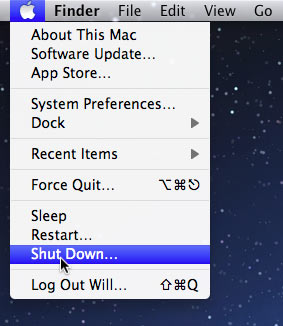 Finder File Edit View Go
About This Mac
Software Update...
App Store...
System Preferences...
Dock
Recent Items
Force Quit... ⌥⌘⎋
Sleep
Restart...
Shut Down...
Log Out Will... ⇧⌘Q